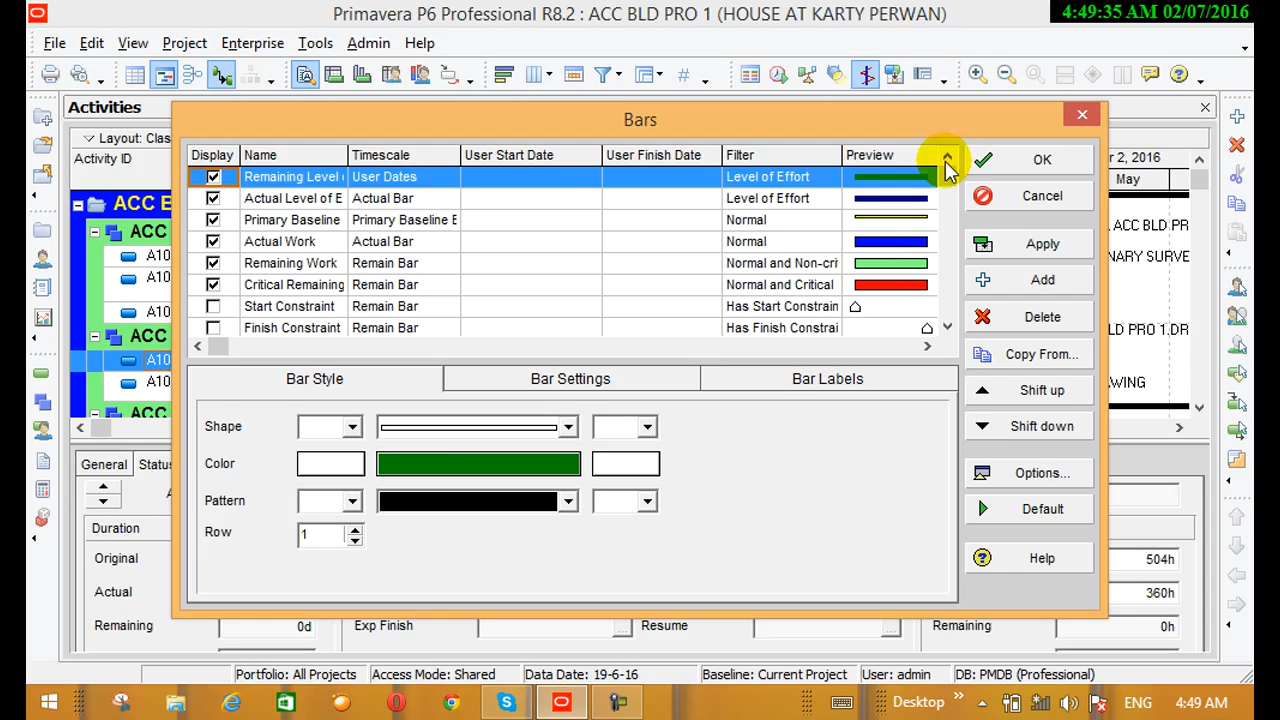 Primavera P6 Professional R8.2 : ACC BLD PRO 1 (HOUSE AT KARTY PERWAN)
4:49:35 AM 02/07/2016
File Edit View Project Enterprise Tools Admin Help
Activities
Layout: Clas
Activity ID
r 2, 2016
May
ACC E
ACC
A10
A10
A10
ACC
A10
A10
ACC
ACC BLD PR
NARY SURVE
D PRO 1.DR
WING
Bars
Display Name Timescale User Start Date User Finish Date Filter Preview
Remaining Level User Dates Level of Effort
Actual Level of E Actual Bar Level of Effort
Primary Baseline Primary Baseline E Normal
Actual Work Actual Bar Normal
Remaining Work Remain Bar Normal and Non-cri
Critical Remaining Remain Bar Normal and Critical
Start Constraint Remain Bar Has Start Constrain
Finish Constraint Remain Bar Has Finish Constrai
OK
Cancel
Apply
Add
Delete
Copy From...
Shift up
Shift down
Options...
Default
Help
Bar Style Bar Settings Bar Labels
Shape
Color
Pattern
Row 1
General Status
Duration
Original 504h
Actual 360h
Remaining 0d Exp Finish Resume Remaining 0h
Portfolio: All Projects Access Mode: Shared Data Date: 19-6-16 Baseline: Current Project User: admin DB: PMDB (Professional)
Desktop ENG 4:49 AM